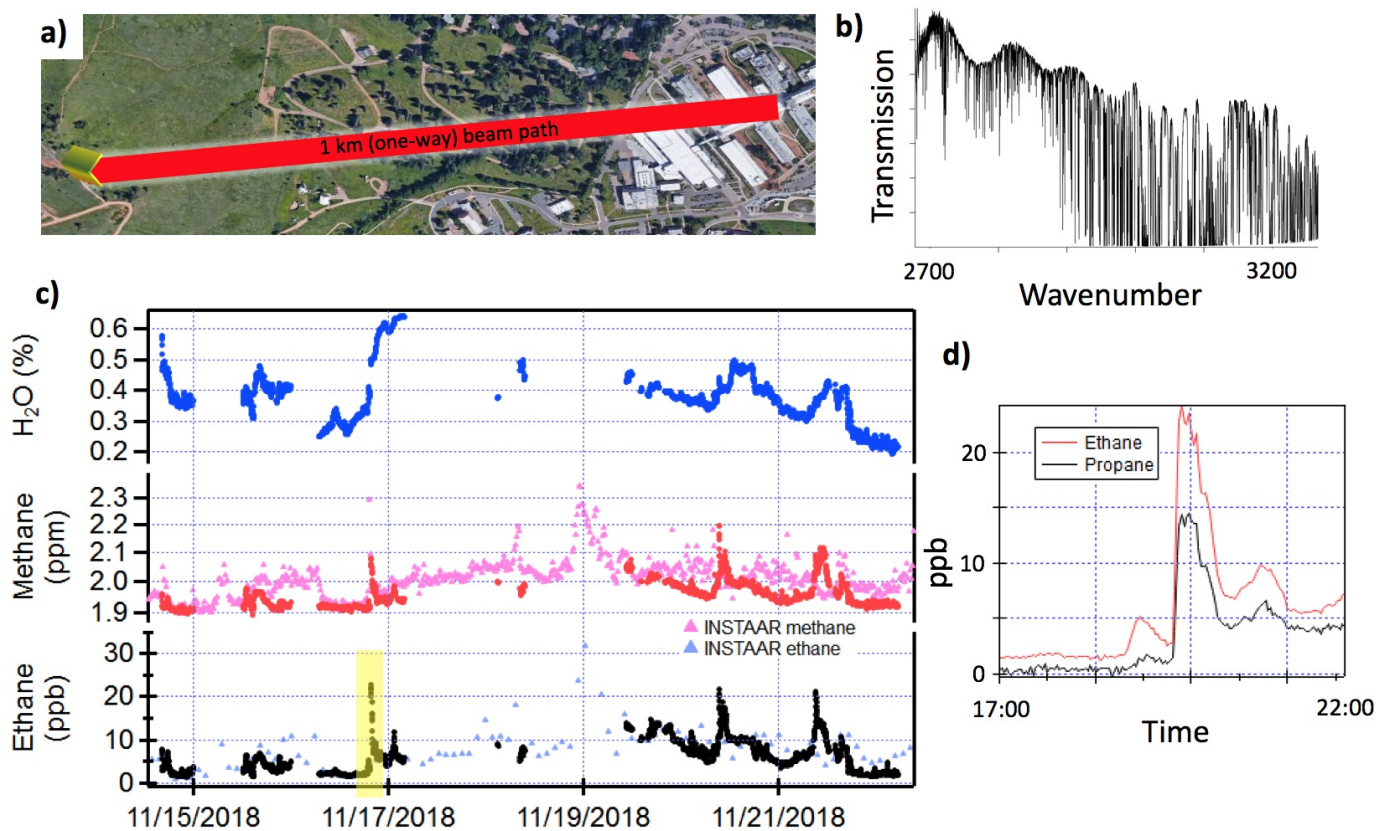 a)
1 km (one-way) beam path
b)
Transmission
2700
3200
Wavenumber
c)
H₂O (%)
0.6
0.5
0.4
0.3
0.2
Methane
(ppm)
2.3
2.2
2.1
2.0
1.9
INSTAAR methane
INSTAAR ethane
Ethane
(ppb)
30
20
10
0
11/15/2018
11/17/2018
11/19/2018
11/21/2018
d)
Ethane
Propane
ppb
20
10
0
17:00
22:00
Time